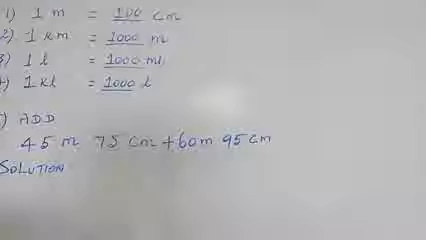 1) 1 m = 100 cm
2) 1 km = 1000 m
3) 1 l = 1000 ml
4) 1 kl = 1000 l
) ADD
45 m 75 cm + 60m 95 cm
SOLUTION